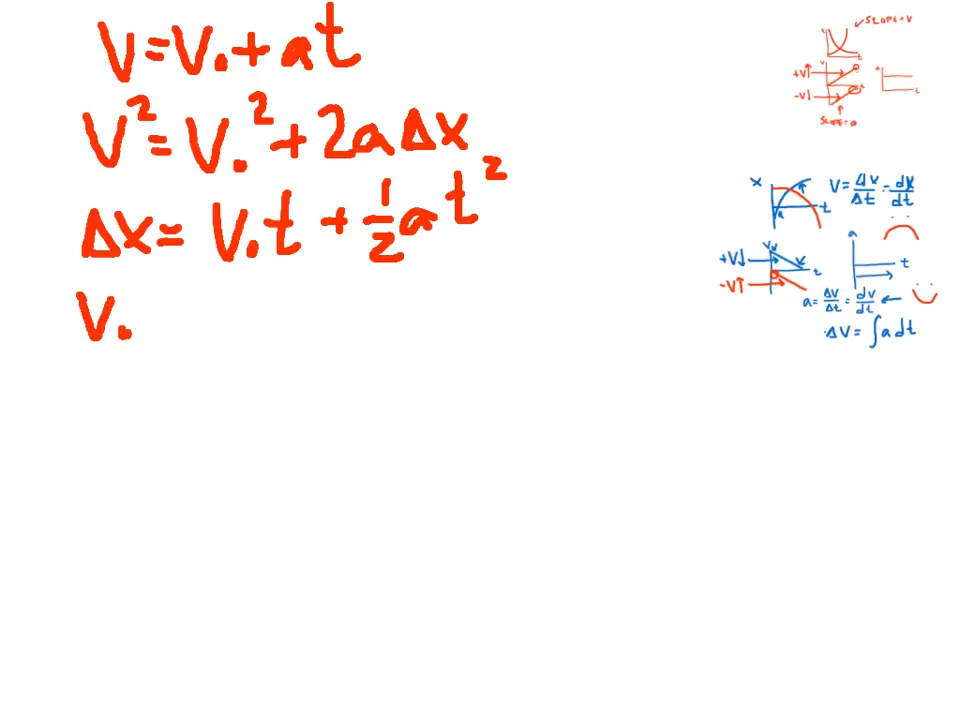 V = V₀ + at
V² = V₀² + 2aΔx
Δx = V₀t + ½at²
V₀
SLOPE = V
t
V
+V↑
-V↓
t
SLOPE = a
a
t
x
t
V = Δx/Δt = dx/dt
V
+V↓
-V↑
t
a
t
a = ΔV/Δt = dV/dt ←
ΔV = ∫a dt